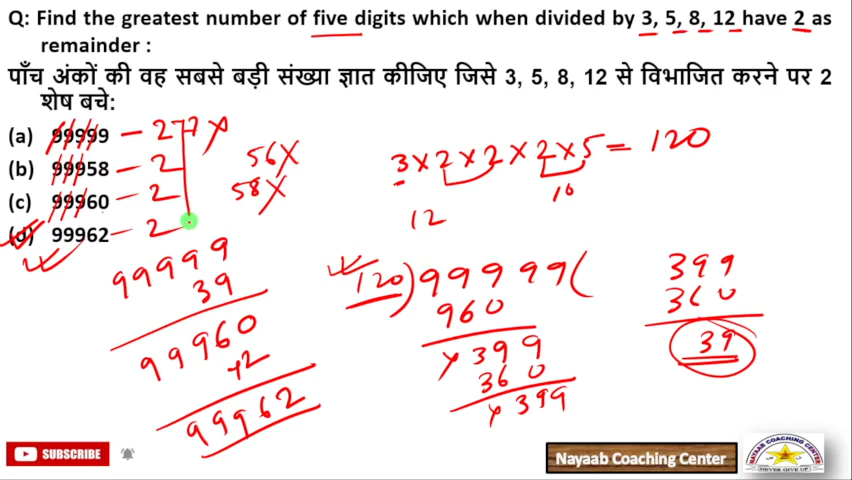 Q: Find the greatest number of five digits which when divided by 3, 5, 8, 12 have 2 as
remainder :
पाँच अंकों की वह सबसे बड़ी संख्या ज्ञात कीजिए जिसे 3, 5, 8, 12 से विभाजित करने पर 2
शेष बचे:
(a) 99999 - 2 77 x
(b) 99958 - 2
(c) 99960 - 2
(d) 99962 - 2
56 x
58 x
3 x 2 x 2 x 2 x 5 = 120
10
12
99999
39
99960
+2
99962
120) 99999 (
960
x 399
360
x 399
399
360
39
SUBSCRIBE
Nayaab Coaching Center
NAYAAB COACHING CENTER
NEVER GIVE UP